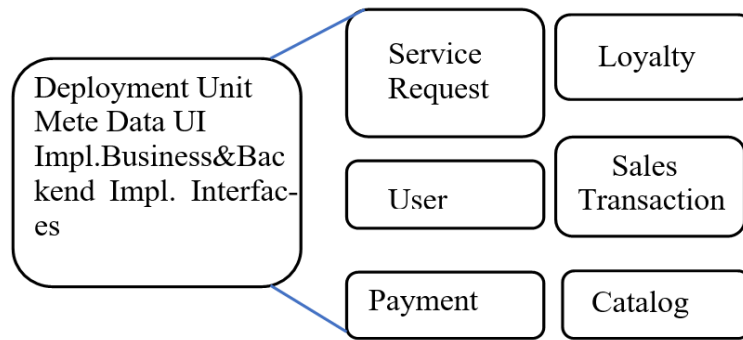 Deployment Unit
Mete Data UI
Impl.Business&Bac
kend Impl. Interfac-
es
Service
Request
Loyalty
User
Sales
Transaction
Payment
Catalog